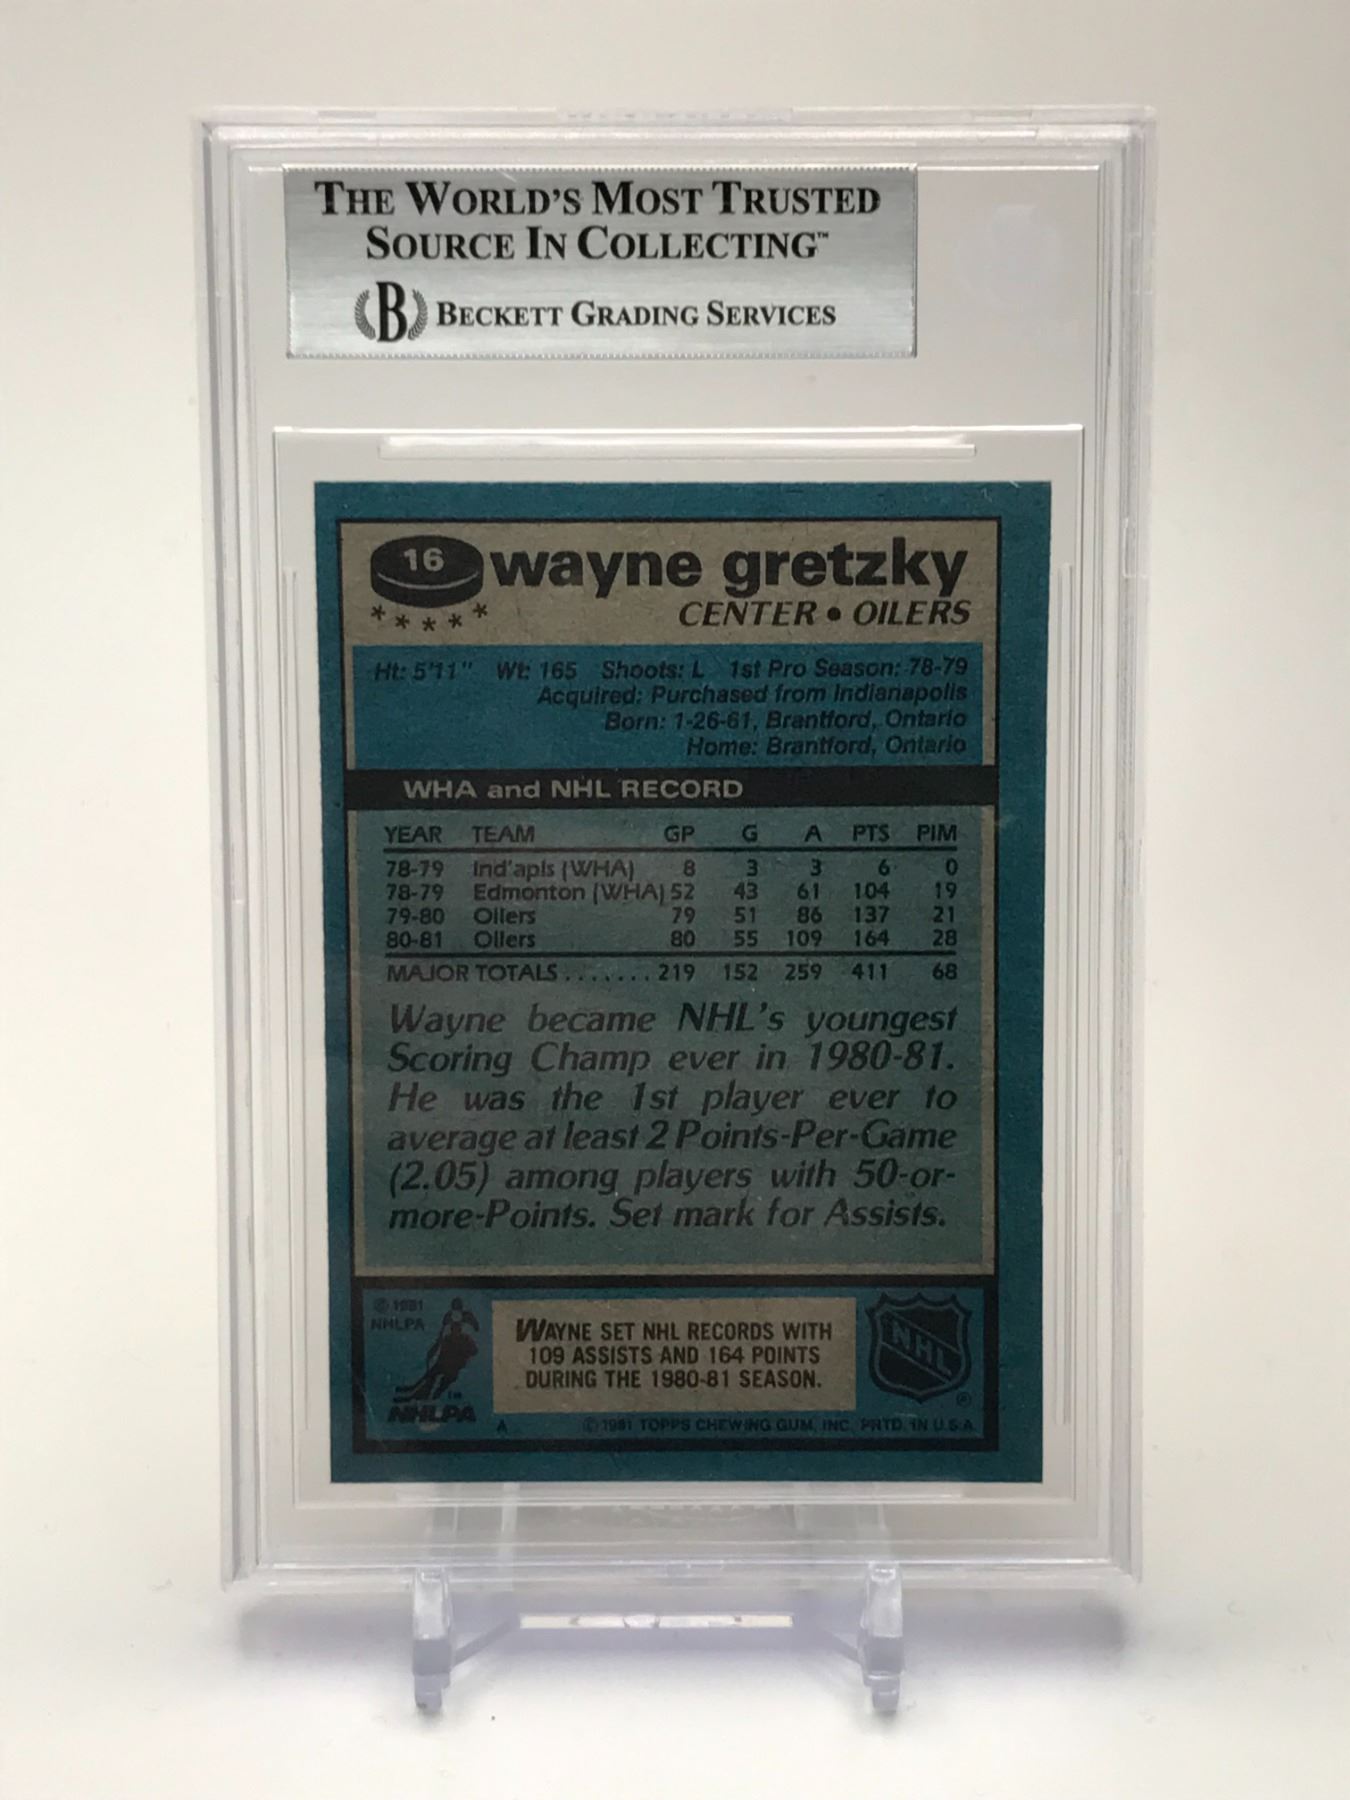 THE WORLD'S MOST TRUSTED
SOURCE IN COLLECTING™
B BECKETT GRADING SERVICES
16 wayne gretzky
* * * * *
CENTER • OILERS
Ht: 5'11" Wt: 165 Shoots: L 1st Pro Season: 78-79
Acquired: Purchased from Indianapolis
Born: 1-26-61, Brantford, Ontario
Home: Brantford, Ontario
WHA and NHL RECORD
YEAR TEAM GP G A PTS PIM
78-79 Ind'apls (WHA) 8 3 3 6 0
78-79 Edmonton (WHA) 52 43 61 104 19
79-80 Oilers 79 51 86 137 21
80-81 Oilers 80 55 109 164 28
MAJOR TOTALS ....... 219 152 259 411 68
Wayne became NHL's youngest
Scoring Champ ever in 1980-81.
He was the 1st player ever to
average at least 2 Points-Per-Game
(2.05) among players with 50-or-
more-Points. Set mark for Assists.
© 1981
NHLPA
™
NHLPA
WAYNE SET NHL RECORDS WITH
109 ASSISTS AND 164 POINTS
DURING THE 1980-81 SEASON.
NHL
®
A © 1981 TOPPS CHEWING GUM, INC. PRTD. IN U.S.A.